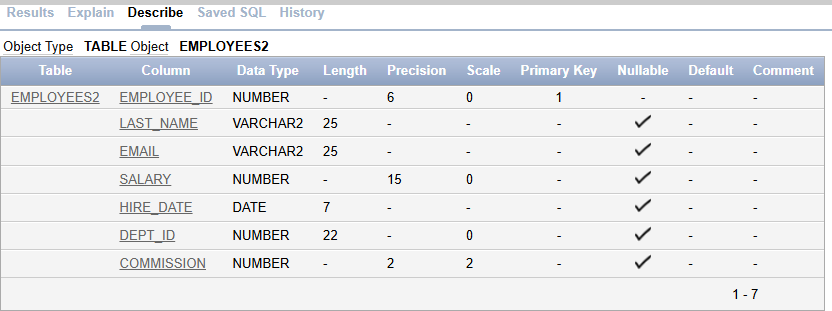 Results Explain Describe Saved SQL History
Object Type TABLE Object EMPLOYEES2
Table Column Data Type Length Precision Scale Primary Key Nullable Default Comment
EMPLOYEES2 EMPLOYEE_ID NUMBER - 6 0 1 - - -
LAST_NAME VARCHAR2 25 - - - ✓ - -
EMAIL VARCHAR2 25 - - - ✓ - -
SALARY NUMBER - 15 0 - ✓ - -
HIRE_DATE DATE 7 - - - ✓ - -
DEPT_ID NUMBER 22 - 0 - ✓ - -
COMMISSION NUMBER - 2 2 - ✓ - -
1 - 7